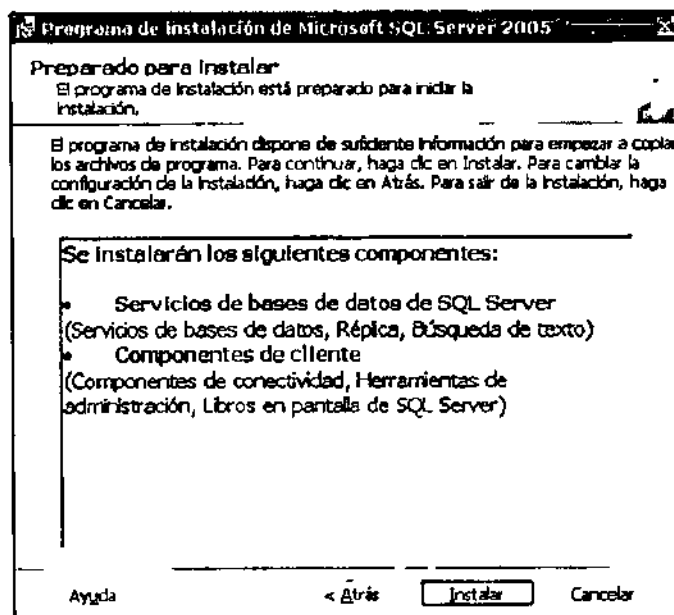 Programa de instalación de Microsoft SQL Server 2005
Preparado para instalar
El programa de instalación está preparado para iniciar la
instalación.
El programa de instalación dispone de suficiente información para empezar a copiar
los archivos de programa. Para continuar, haga clic en Instalar. Para cambiar la
configuración de la instalación, haga clic en Atrás. Para salir de la instalación, haga
clic en Cancelar.
Se instalarán los siguientes componentes:
• Servicios de bases de datos de SQL Server
(Servicios de bases de datos, Réplica, Búsqueda de texto)
• Componentes de cliente
(Componentes de conectividad, Herramientas de
administración, Libros en pantalla de SQL Server)
Ayuda < Atrás Instalar Cancelar